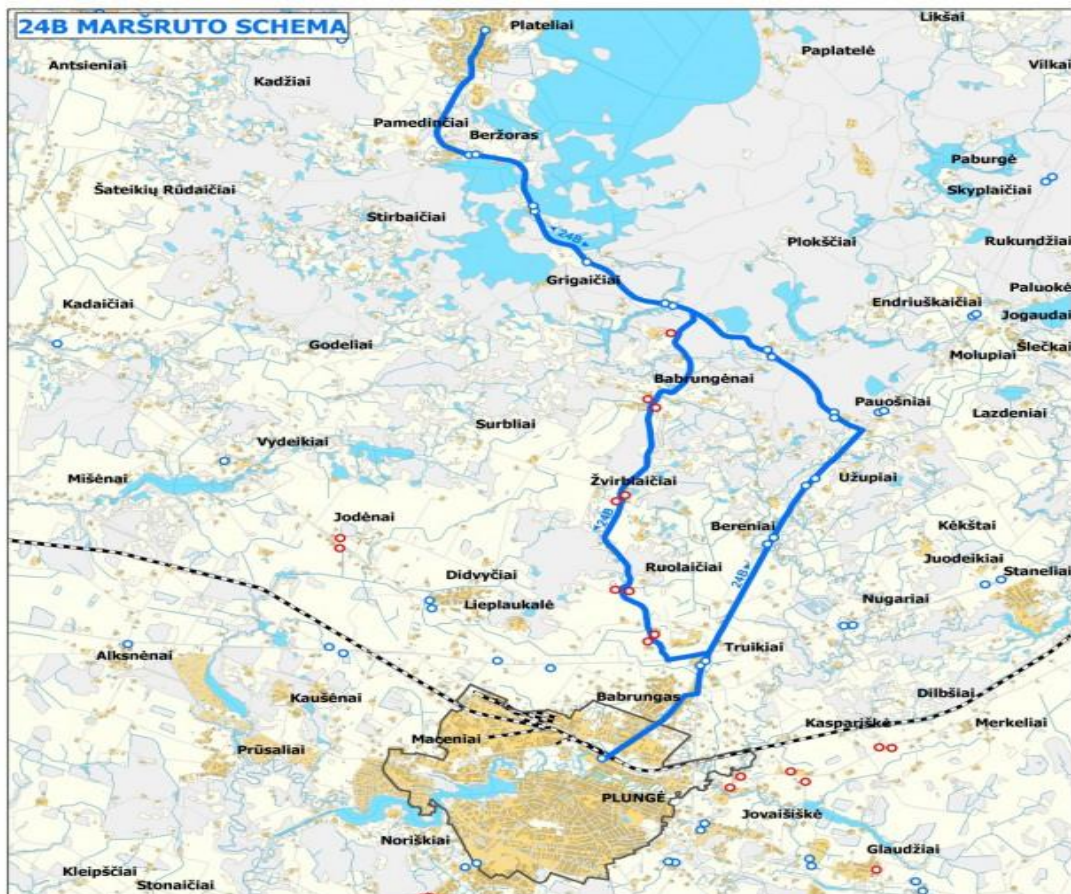 24B MARŠRUTO SCHEMA
Plateliai
Likšai
Antsieniai
Kadžiai
Paplatelė
Vilkai
Pamedinčiai
Beržoras
Paburgė
Skyplaičiai
Šateikių Rūdaičiai
Stirbaičiai
24B
Plokščiai
Rukundžiai
Grigaičiai
Kadaičiai
Endriuškaičiai
Paluokė
Jogaudai
Godeliai
Šlečkai
Molupiai
Babrungėnai
Pauošniai
Lazdeniai
Surbliai
Vydeikiai
Mišėnai
Žvirblaičiai
Užupiai
Jodėnai
24B
Bereniai
Kėkštai
Juodeikiai
Didvyčiai
Ruolaičiai
24B
Staneliai
Lieplaukalė
Nugariai
Alksnėnai
Truikiai
Kaušėnai
Babrungas
Dilbšiai
Kaspariškė
Merkeliai
Prūsaliai
Maceniai
PLUNGĖ
Jovaišiškė
Noriškiai
Glaudžiai
Kleipščiai
Stonaičiai